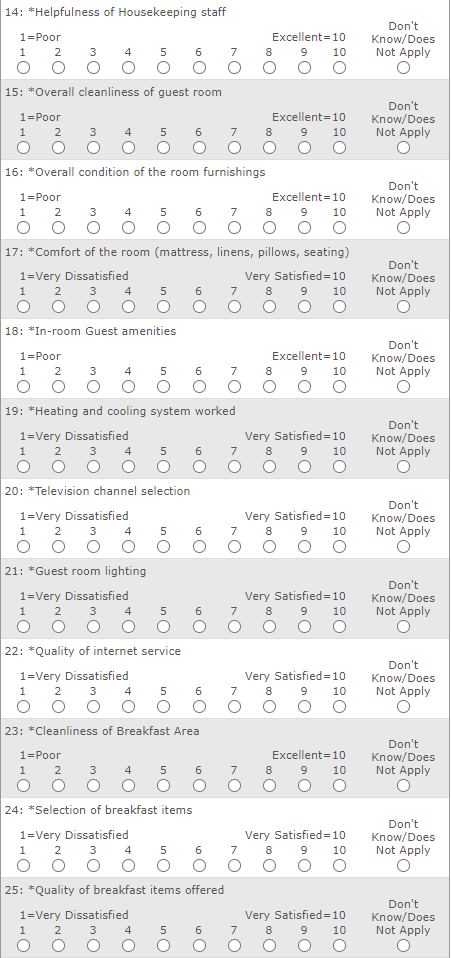 14: *Helpfulness of Housekeeping staff
1=Poor Excellent=10 Don't Know/Does Not Apply
1 2 3 4 5 6 7 8 9 10
15: *Overall cleanliness of guest room
1=Poor Excellent=10 Don't Know/Does Not Apply
1 2 3 4 5 6 7 8 9 10
16: *Overall condition of the room furnishings
1=Poor Excellent=10 Don't Know/Does Not Apply
1 2 3 4 5 6 7 8 9 10
17: *Comfort of the room (mattress, linens, pillows, seating)
1=Very Dissatisfied Very Satisfied=10 Don't Know/Does Not Apply
1 2 3 4 5 6 7 8 9 10
18: *In-room Guest amenities
1=Poor Excellent=10 Don't Know/Does Not Apply
1 2 3 4 5 6 7 8 9 10
19: *Heating and cooling system worked
1=Very Dissatisfied Very Satisfied=10 Don't Know/Does Not Apply
1 2 3 4 5 6 7 8 9 10
20: *Television channel selection
1=Very Dissatisfied Very Satisfied=10 Don't Know/Does Not Apply
1 2 3 4 5 6 7 8 9 10
21: *Guest room lighting
1=Very Dissatisfied Very Satisfied=10 Don't Know/Does Not Apply
1 2 3 4 5 6 7 8 9 10
22: *Quality of internet service
1=Very Dissatisfied Very Satisfied=10 Don't Know/Does Not Apply
1 2 3 4 5 6 7 8 9 10
23: *Cleanliness of Breakfast Area
1=Poor Excellent=10 Don't Know/Does Not Apply
1 2 3 4 5 6 7 8 9 10
24: *Selection of breakfast items
1=Very Dissatisfied Very Satisfied=10 Don't Know/Does Not Apply
1 2 3 4 5 6 7 8 9 10
25: *Quality of breakfast items offered
1=Very Dissatisfied Very Satisfied=10 Don't Know/Does Not Apply
1 2 3 4 5 6 7 8 9 10